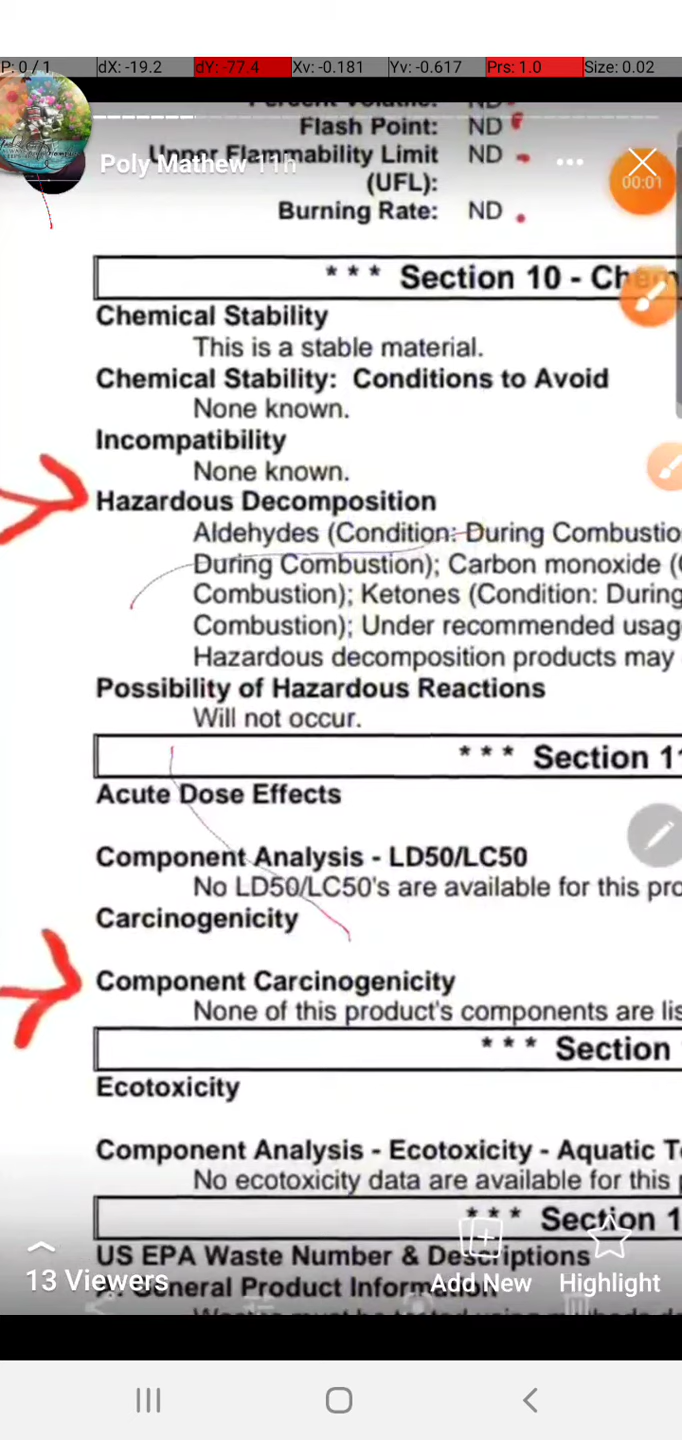 P: 0 / 1 dX: -19.2 dY: -77.4 Xv: -0.181 Yv: -0.617 Prs: 1.0 Size: 0.02
Flash Point: ND
Upper Flammability Limit ND
Poly Mathew 11h
00:01
(UFL):
Burning Rate: ND
* * * Section 10 - Chem
Chemical Stability
This is a stable material.
Chemical Stability: Conditions to Avoid
None known.
Incompatibility
None known.
Hazardous Decomposition
Aldehydes (Condition: During Combustio
During Combustion); Carbon monoxide (
Combustion); Ketones (Condition: During
Combustion); Under recommended usag
Hazardous decomposition products may
Possibility of Hazardous Reactions
Will not occur.
* * * Section 11
Acute Dose Effects
Component Analysis - LD50/LC50
No LD50/LC50's are available for this pro
Carcinogenicity
Component Carcinogenicity
None of this product's components are lis
* * * Section
Ecotoxicity
Component Analysis - Ecotoxicity - Aquatic T
No ecotoxicity data are available for this p
* * * Section 1
US EPA Waste Number & Descriptions
General Product Information
13 Viewers Add New Highlight